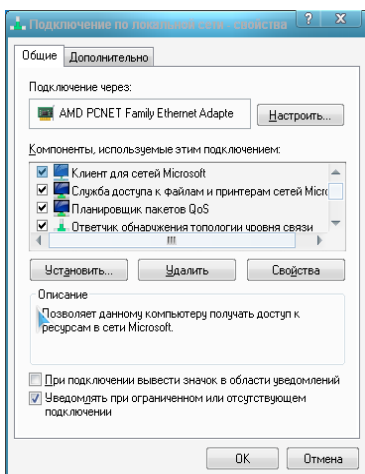 Подключение по локальной сети - свойства
Общие
Дополнительно
Подключение через:
AMD PCNET Family Ethernet Adapte
Настроить...
Компоненты, используемые этим подключением:
Клиент для сетей Microsoft
Служба доступа к файлам и принтерам сетей Micro
Планировщик пакетов QoS
Ответчик обнаружения топологии уровня связи
Установить...
Удалить
Свойства
Описание
Позволяет данному компьютеру получать доступ к
ресурсам в сети Microsoft.
При подключении вывести значок в области уведомлений
Уведомлять при ограниченном или отсутствующем
подключении
OK
Отмена